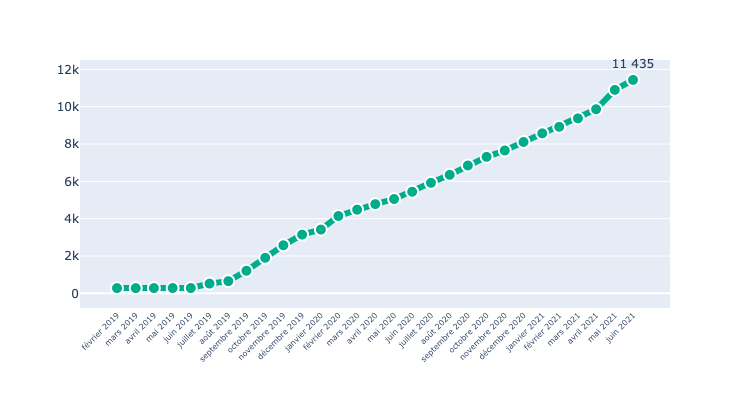 11 435
12k
10k
8k
6k
4k
2k
0
février 2019
mars 2019
avril 2019
mai 2019
juin 2019
juillet 2019
août 2019
septembre 2019
octobre 2019
novembre 2019
décembre 2019
janvier 2020
février 2020
mars 2020
avril 2020
mai 2020
juin 2020
juillet 2020
août 2020
septembre 2020
octobre 2020
novembre 2020
décembre 2020
janvier 2021
février 2021
mars 2021
avril 2021
mai 2021
juin 2021